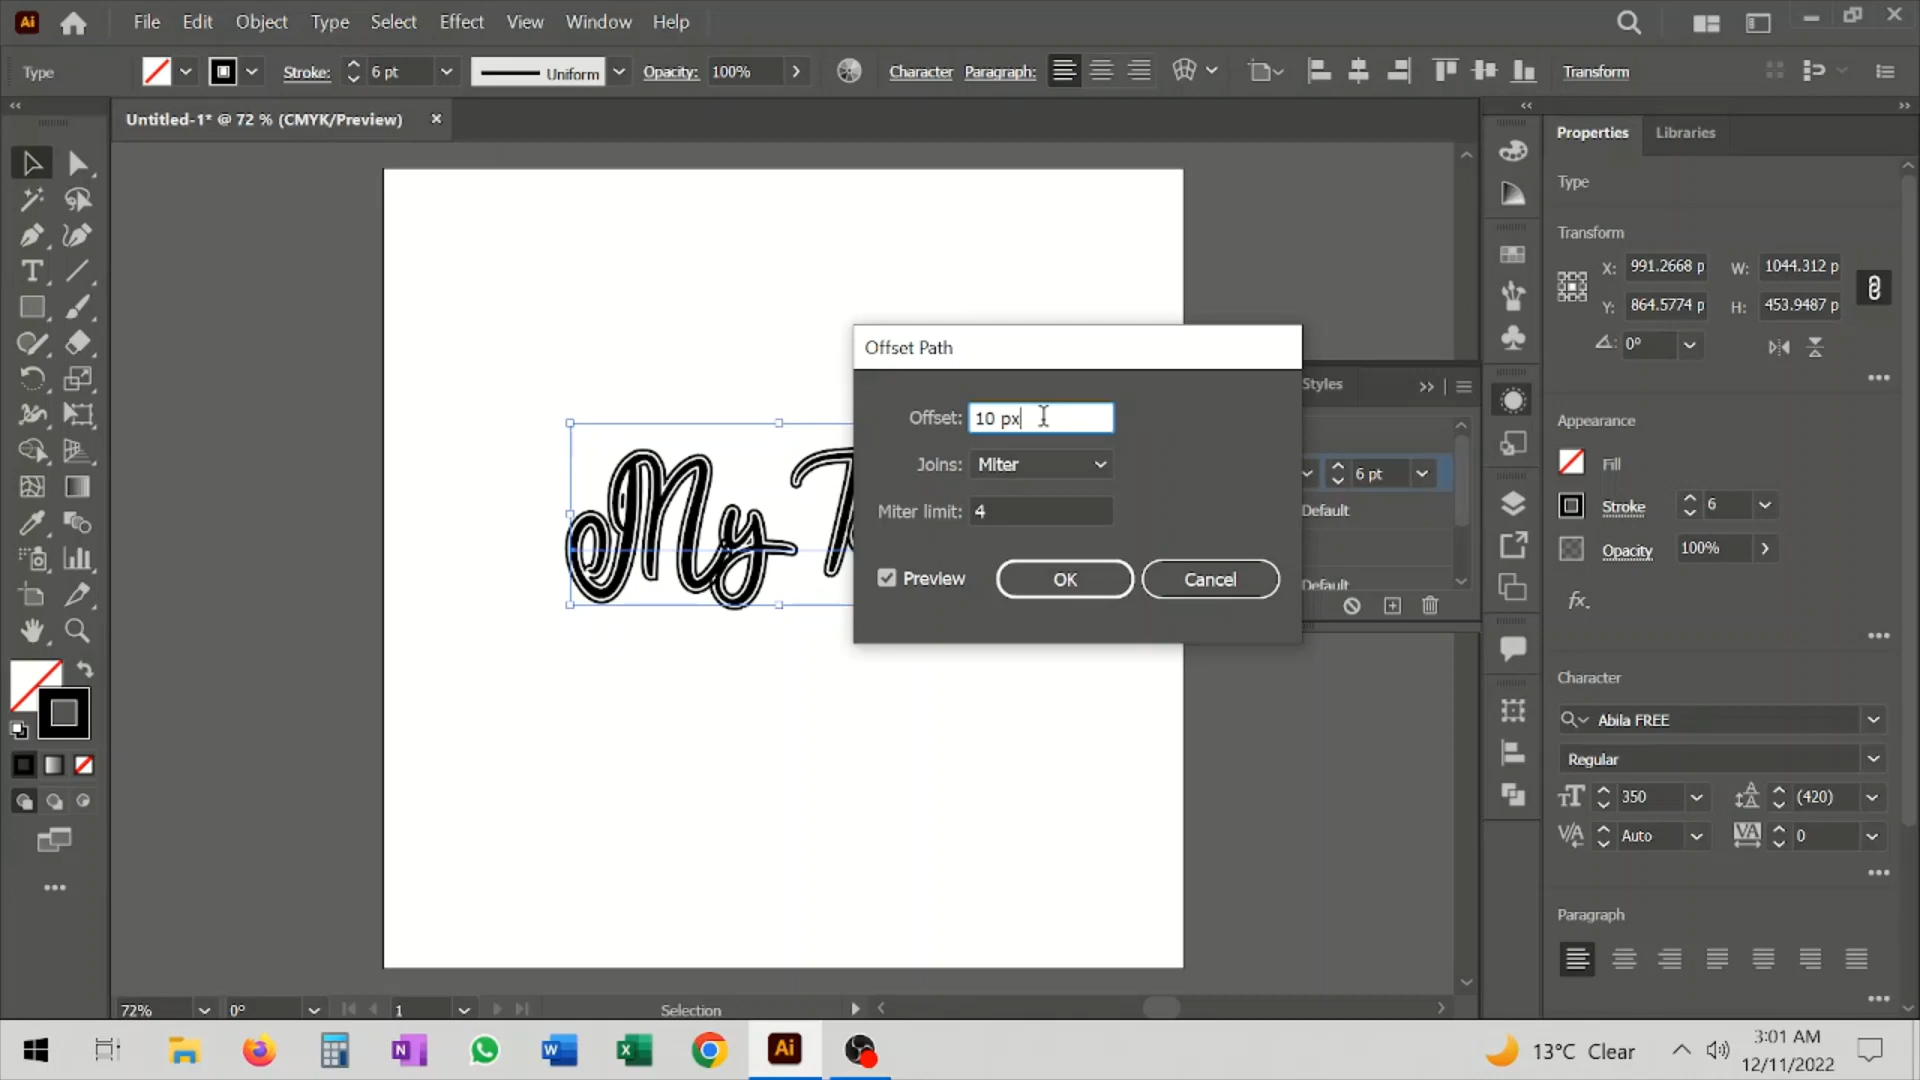 Ai File Edit Object Type Select Effect View Window Help
Type Stroke: 6 pt Uniform Opacity: 100% Character Paragraph: Transform
Untitled-1* @ 72 % (CMYK/Preview) ×
Properties Libraries
Type
Transform
X: 991.2668 p W: 1044.312 p
Y: 864.5774 p H: 453.9487 p
0°
Offset Path
Offset: 10 px
Joins: Miter
Miter limit: 4
Preview OK Cancel
Styles
6 pt
Default
Default
My
Appearance
Fill
Stroke 6
Opacity 100%
fx.
Character
Abila FREE
Regular
350 (420)
Auto 0
Paragraph
72% 0° 1 Selection
N W X Ai
13°C Clear
3:01 AM
12/11/2022